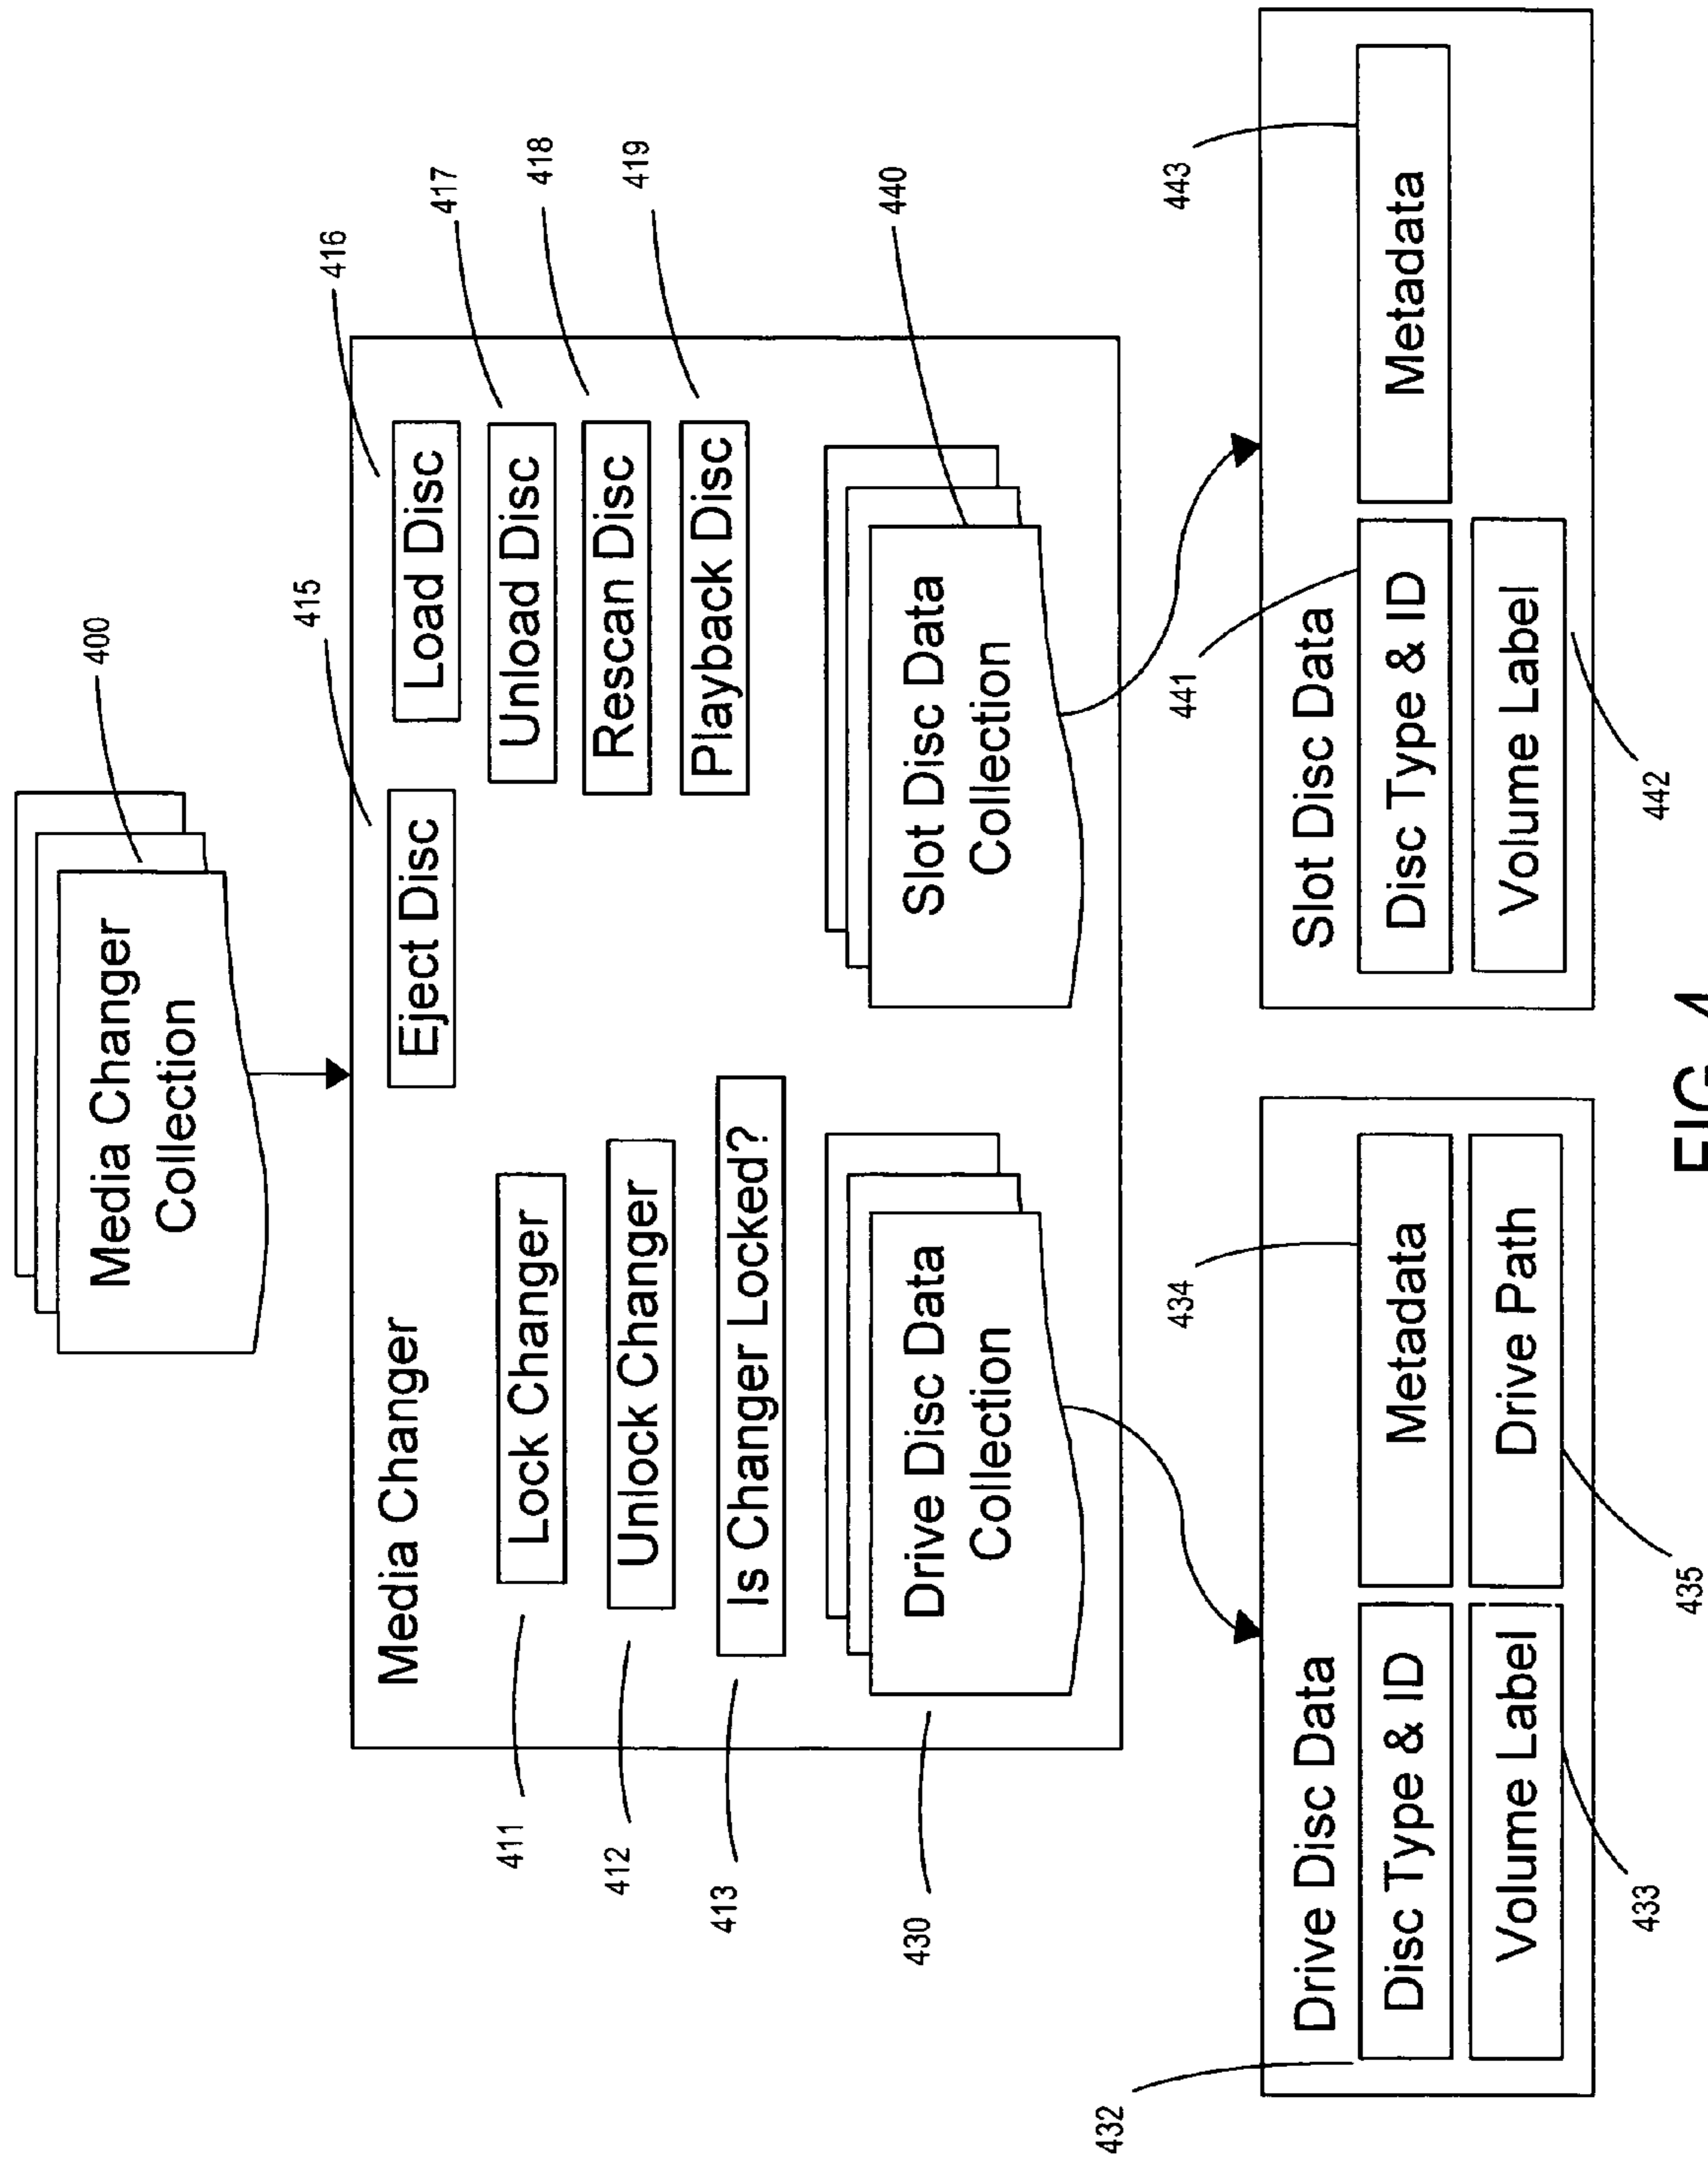 400
Media Changer
Collection
415
416
417
418
419
Media Changer
Eject Disc
Load Disc
Lock Changer
Unload Disc
Unlock Changer
Rescan Disc
Is Changer Locked?
Playback Disc
411
412
413
430
Drive Disc Data
Collection
Slot Disc Data
Collection
440
432
434
441
443
Drive Disc Data
Disc Type & ID
Metadata
Volume Label
Drive Path
433
435
Slot Disc Data
Disc Type & ID
Metadata
Volume Label
442
FIG. 4